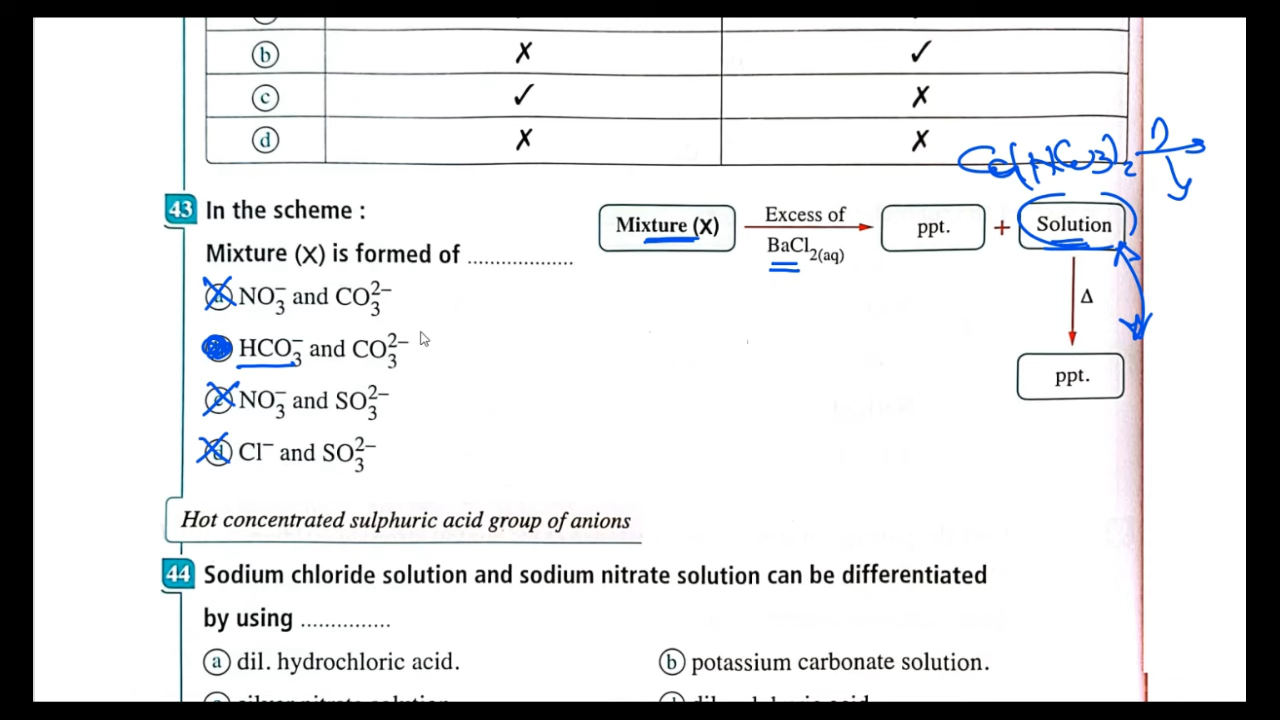 b ✗ ✓
c ✓ ✗
d ✗ ✗
43 In the scheme :
Mixture (X) is formed of ...................
Mixture (X) Excess of BaCl2(aq) ppt. + Solution
Δ
ppt.
NO₃⁻ and CO₃²⁻
HCO₃⁻ and CO₃²⁻
NO₃⁻ and SO₃²⁻
d Cl⁻ and SO₃²⁻
Hot concentrated sulphuric acid group of anions
44 Sodium chloride solution and sodium nitrate solution can be differentiated
by using ...............
a dil. hydrochloric acid.
b potassium carbonate solution.